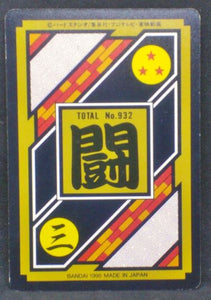 ©バードスタジオ/集英社・フジテレビ・東映動画
TOTAL No.932
闘
三
BANDAI 1995 MADE IN JAPAN